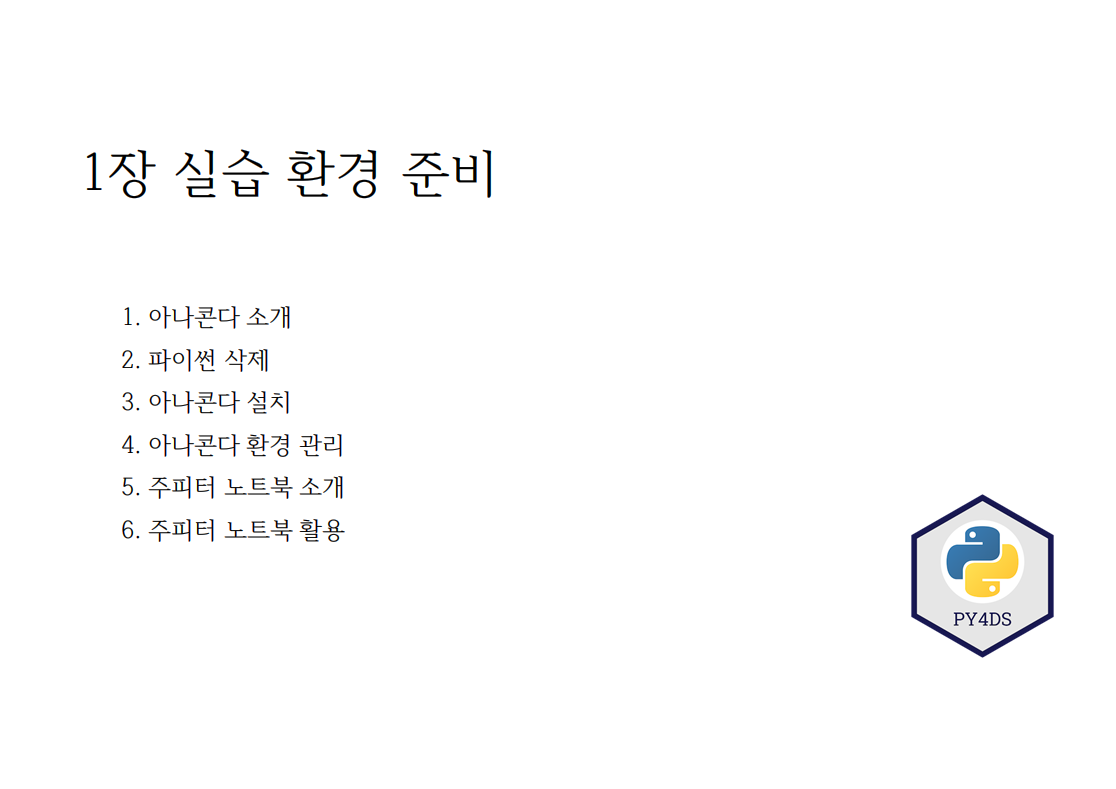 1장 실습 환경 준비
1. 아나콘다 소개
2. 파이썬 삭제
3. 아나콘다 설치
4. 아나콘다 환경 관리
5. 주피터 노트북 소개
6. 주피터 노트북 활용
PY4DS